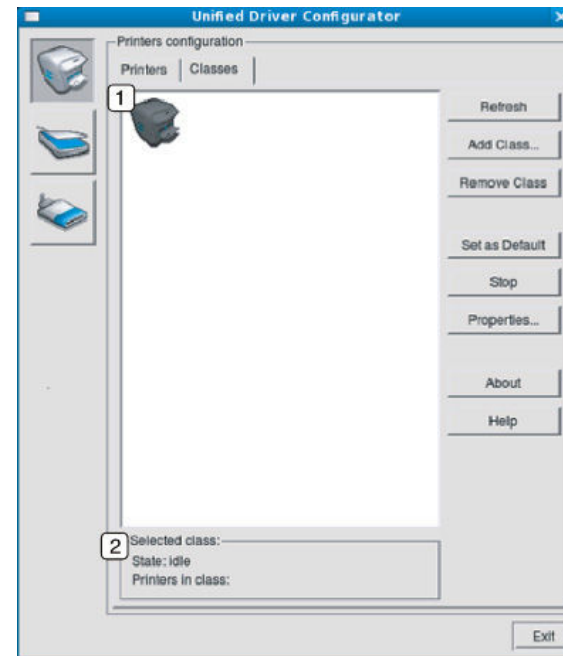 Unified Driver Configurator
Printers configuration
Printers
Classes
1
Refresh
Add Class...
Remove Class
Set as Default
Stop
Properties...
About
Help
2
Selected class:
State: idle
Printers in class:
Exit